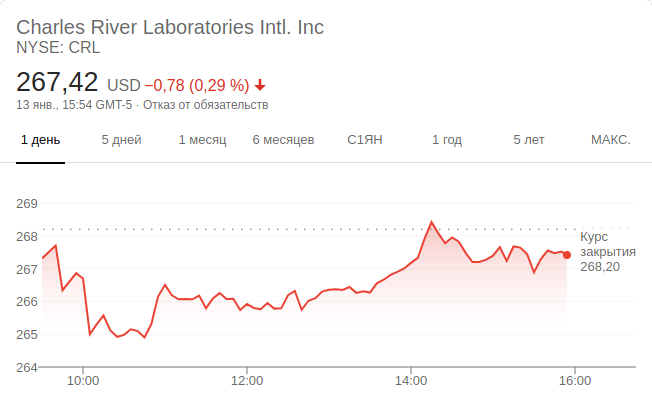 Charles River Laboratories Intl. Inc
NYSE: CRL
267,42 USD −0,78 (0,29 %)
13 янв., 15:54 GMT-5 · Отказ от обязательств
1 день 5 дней 1 месяц 6 месяцев С1ЯН 1 год 5 лет МАКС.
269
268
267
266
265
264
Курс
закрытия
268,20
10:00 12:00 14:00 16:00